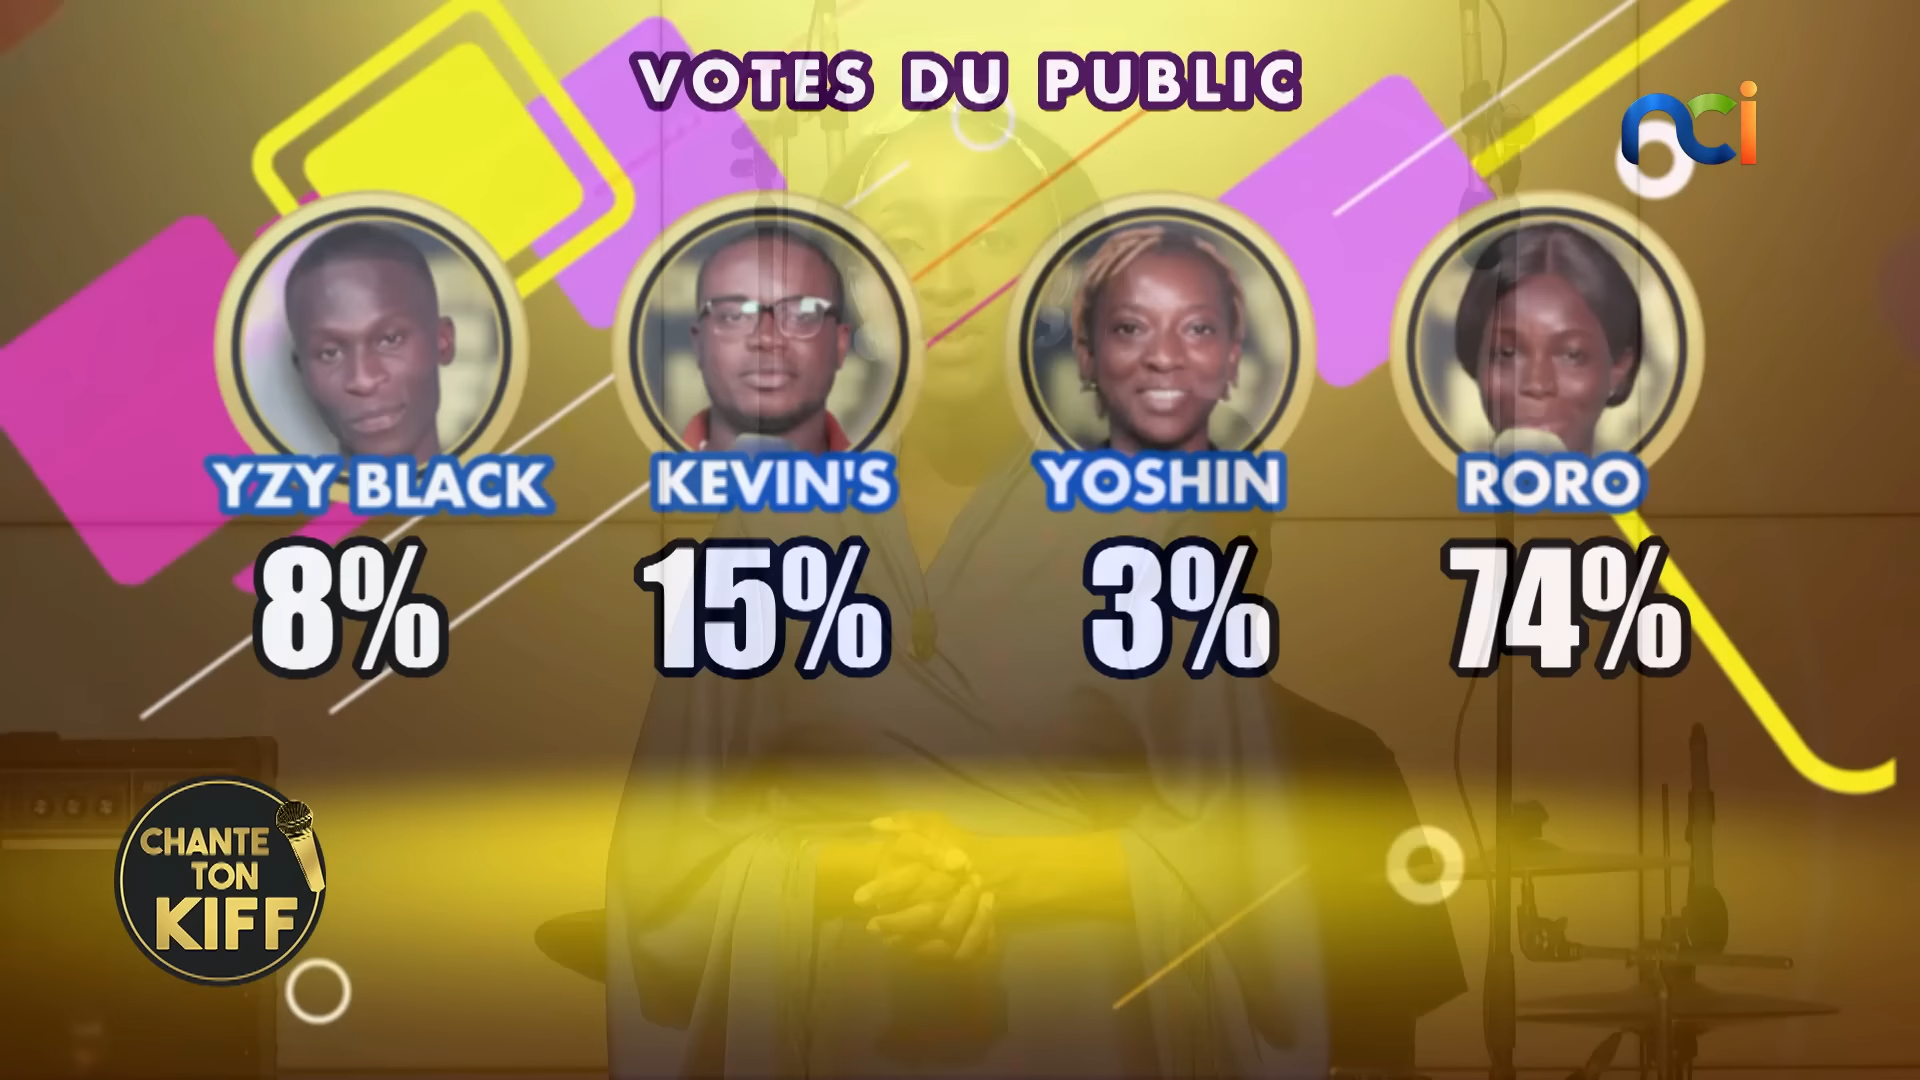 VOTES DU PUBLIC
nci
YZY BLACK
KEVIN'S
YOSHIN
RORO
8%
15%
3%
74%
CHANTE
TON
KIFF